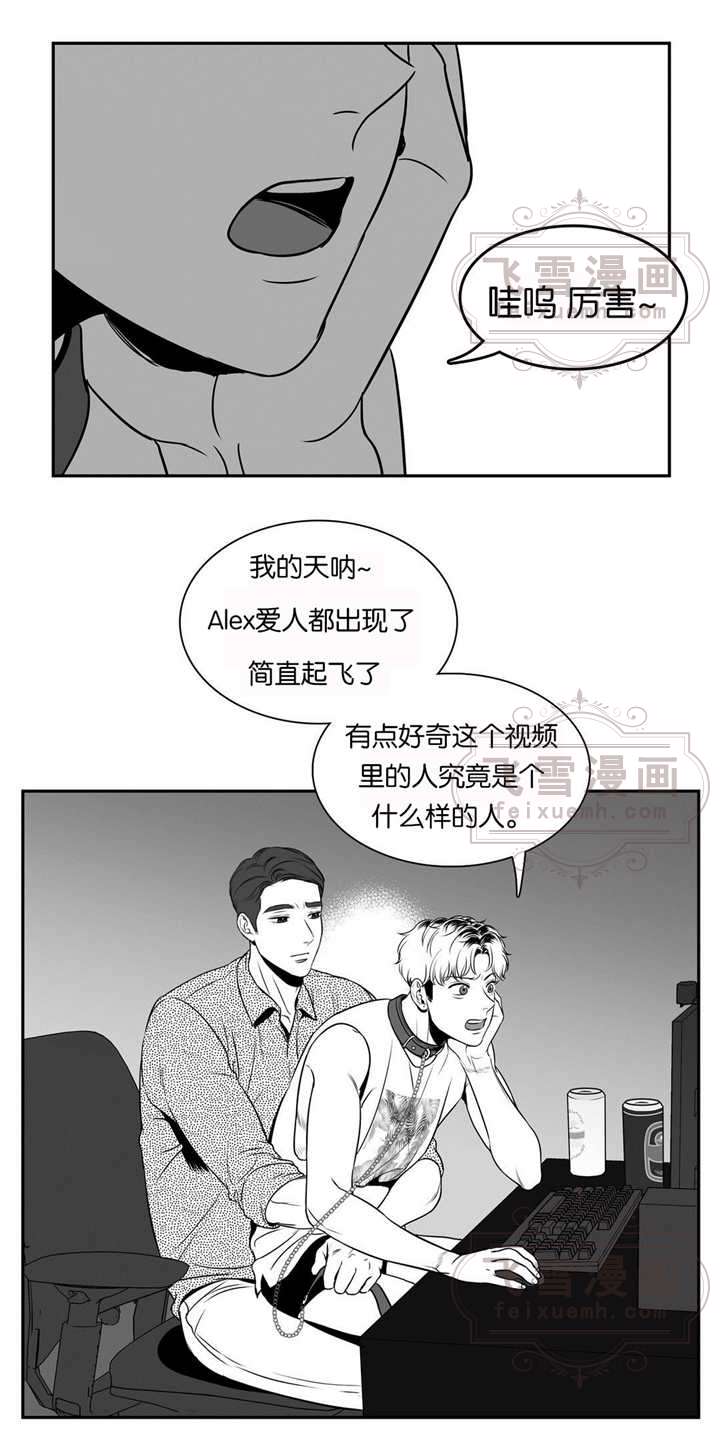 飞雪漫画
feixuemh.com
哇呜 厉害~
我的天呐~
Alex爱人都出现了
简直起飞了
有点好奇这个视频
里的人究竟是个
什么样的人。
飞雪漫画
feixuemh.com
飞雪漫画
feixuemh.com